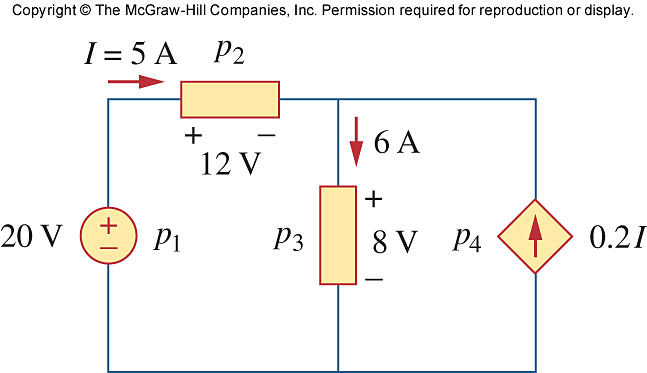 Copyright © The McGraw-Hill Companies, Inc. Permission required for reproduction or display.
I = 5 A p2
+ −
12 V
6 A
20 V + − p1
p3 + 8 V −
p4 0.2I